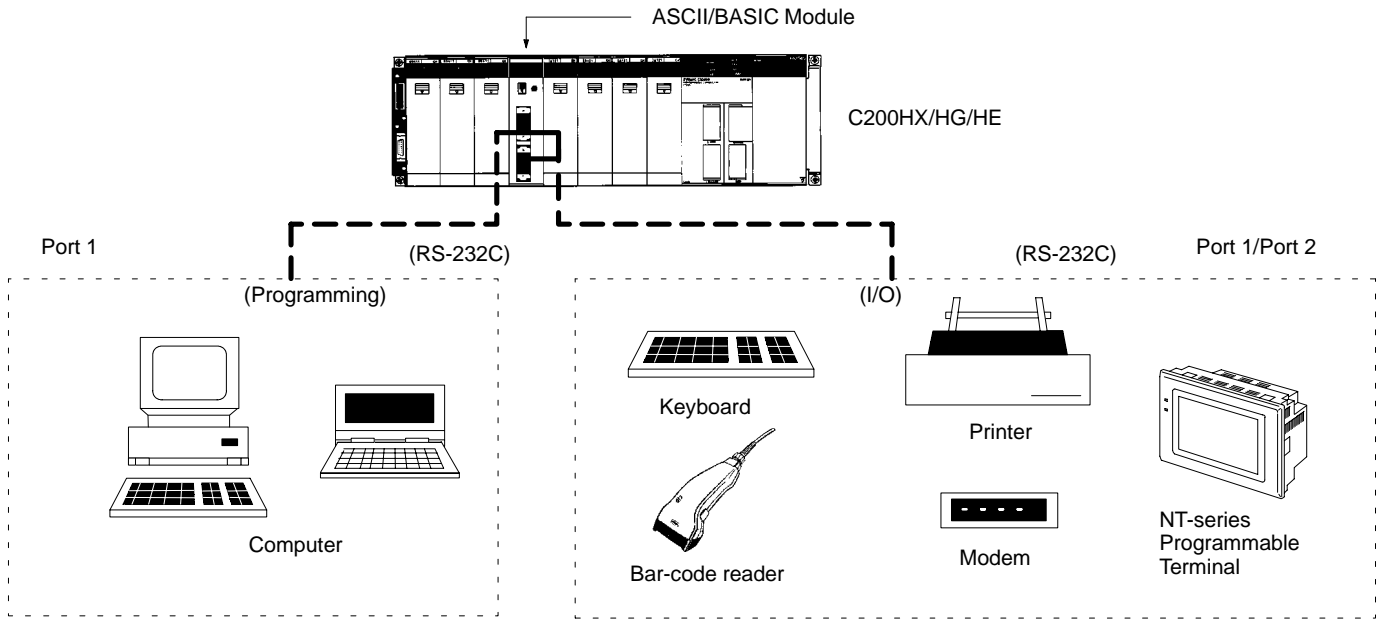 ASCII/BASIC Module
C200HX/HG/HE
Port 1
(RS-232C)
(RS-232C)
Port 1/Port 2
(Programming)
(I/O)
Computer
Keyboard
Bar-code reader
Printer
Modem
NT-series
Programmable
Terminal